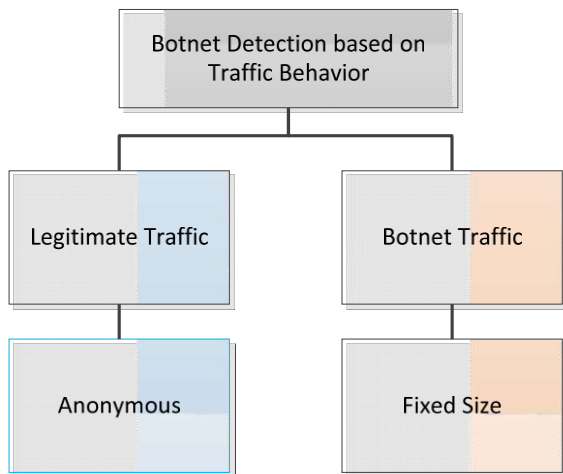 Botnet Detection based on
Traffic Behavior
Legitimate Traffic
Botnet Traffic
Anonymous
Fixed Size